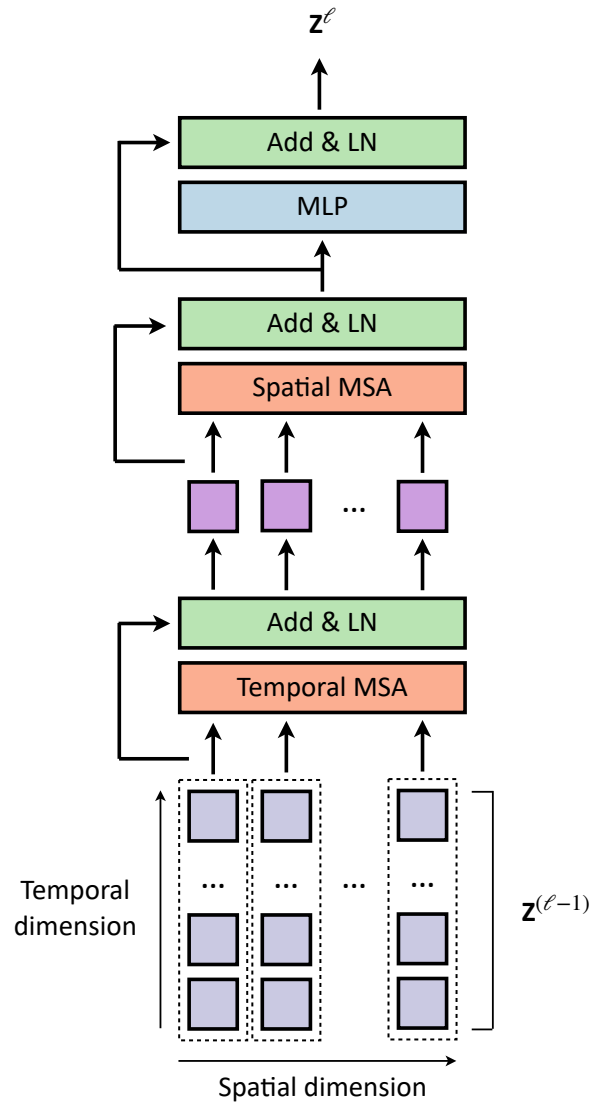 Z^ℓ
Add & LN
MLP
Add & LN
Spatial MSA
...
Add & LN
Temporal MSA
... ... ... ...
Temporal
dimension
Z^(ℓ−1)
Spatial dimension